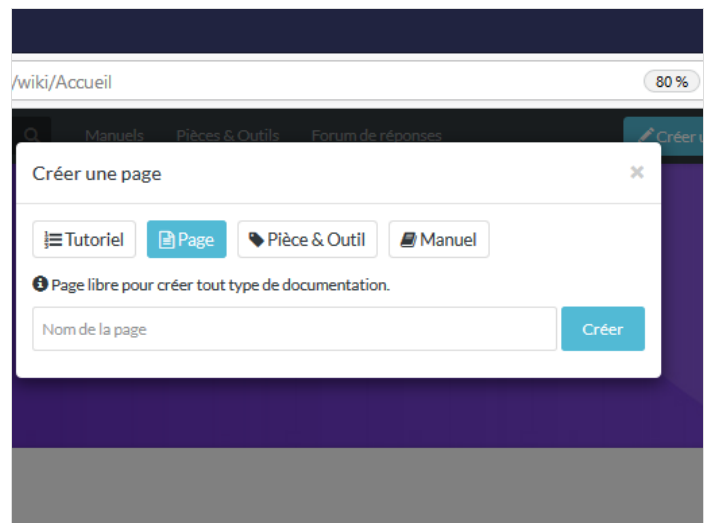 /wiki/Accueil
80 %
Manuels Pièces & Outils Forum de réponses Créer u
Créer une page
Tutoriel Page Pièce & Outil Manuel
Page libre pour créer tout type de documentation.
Nom de la page Créer